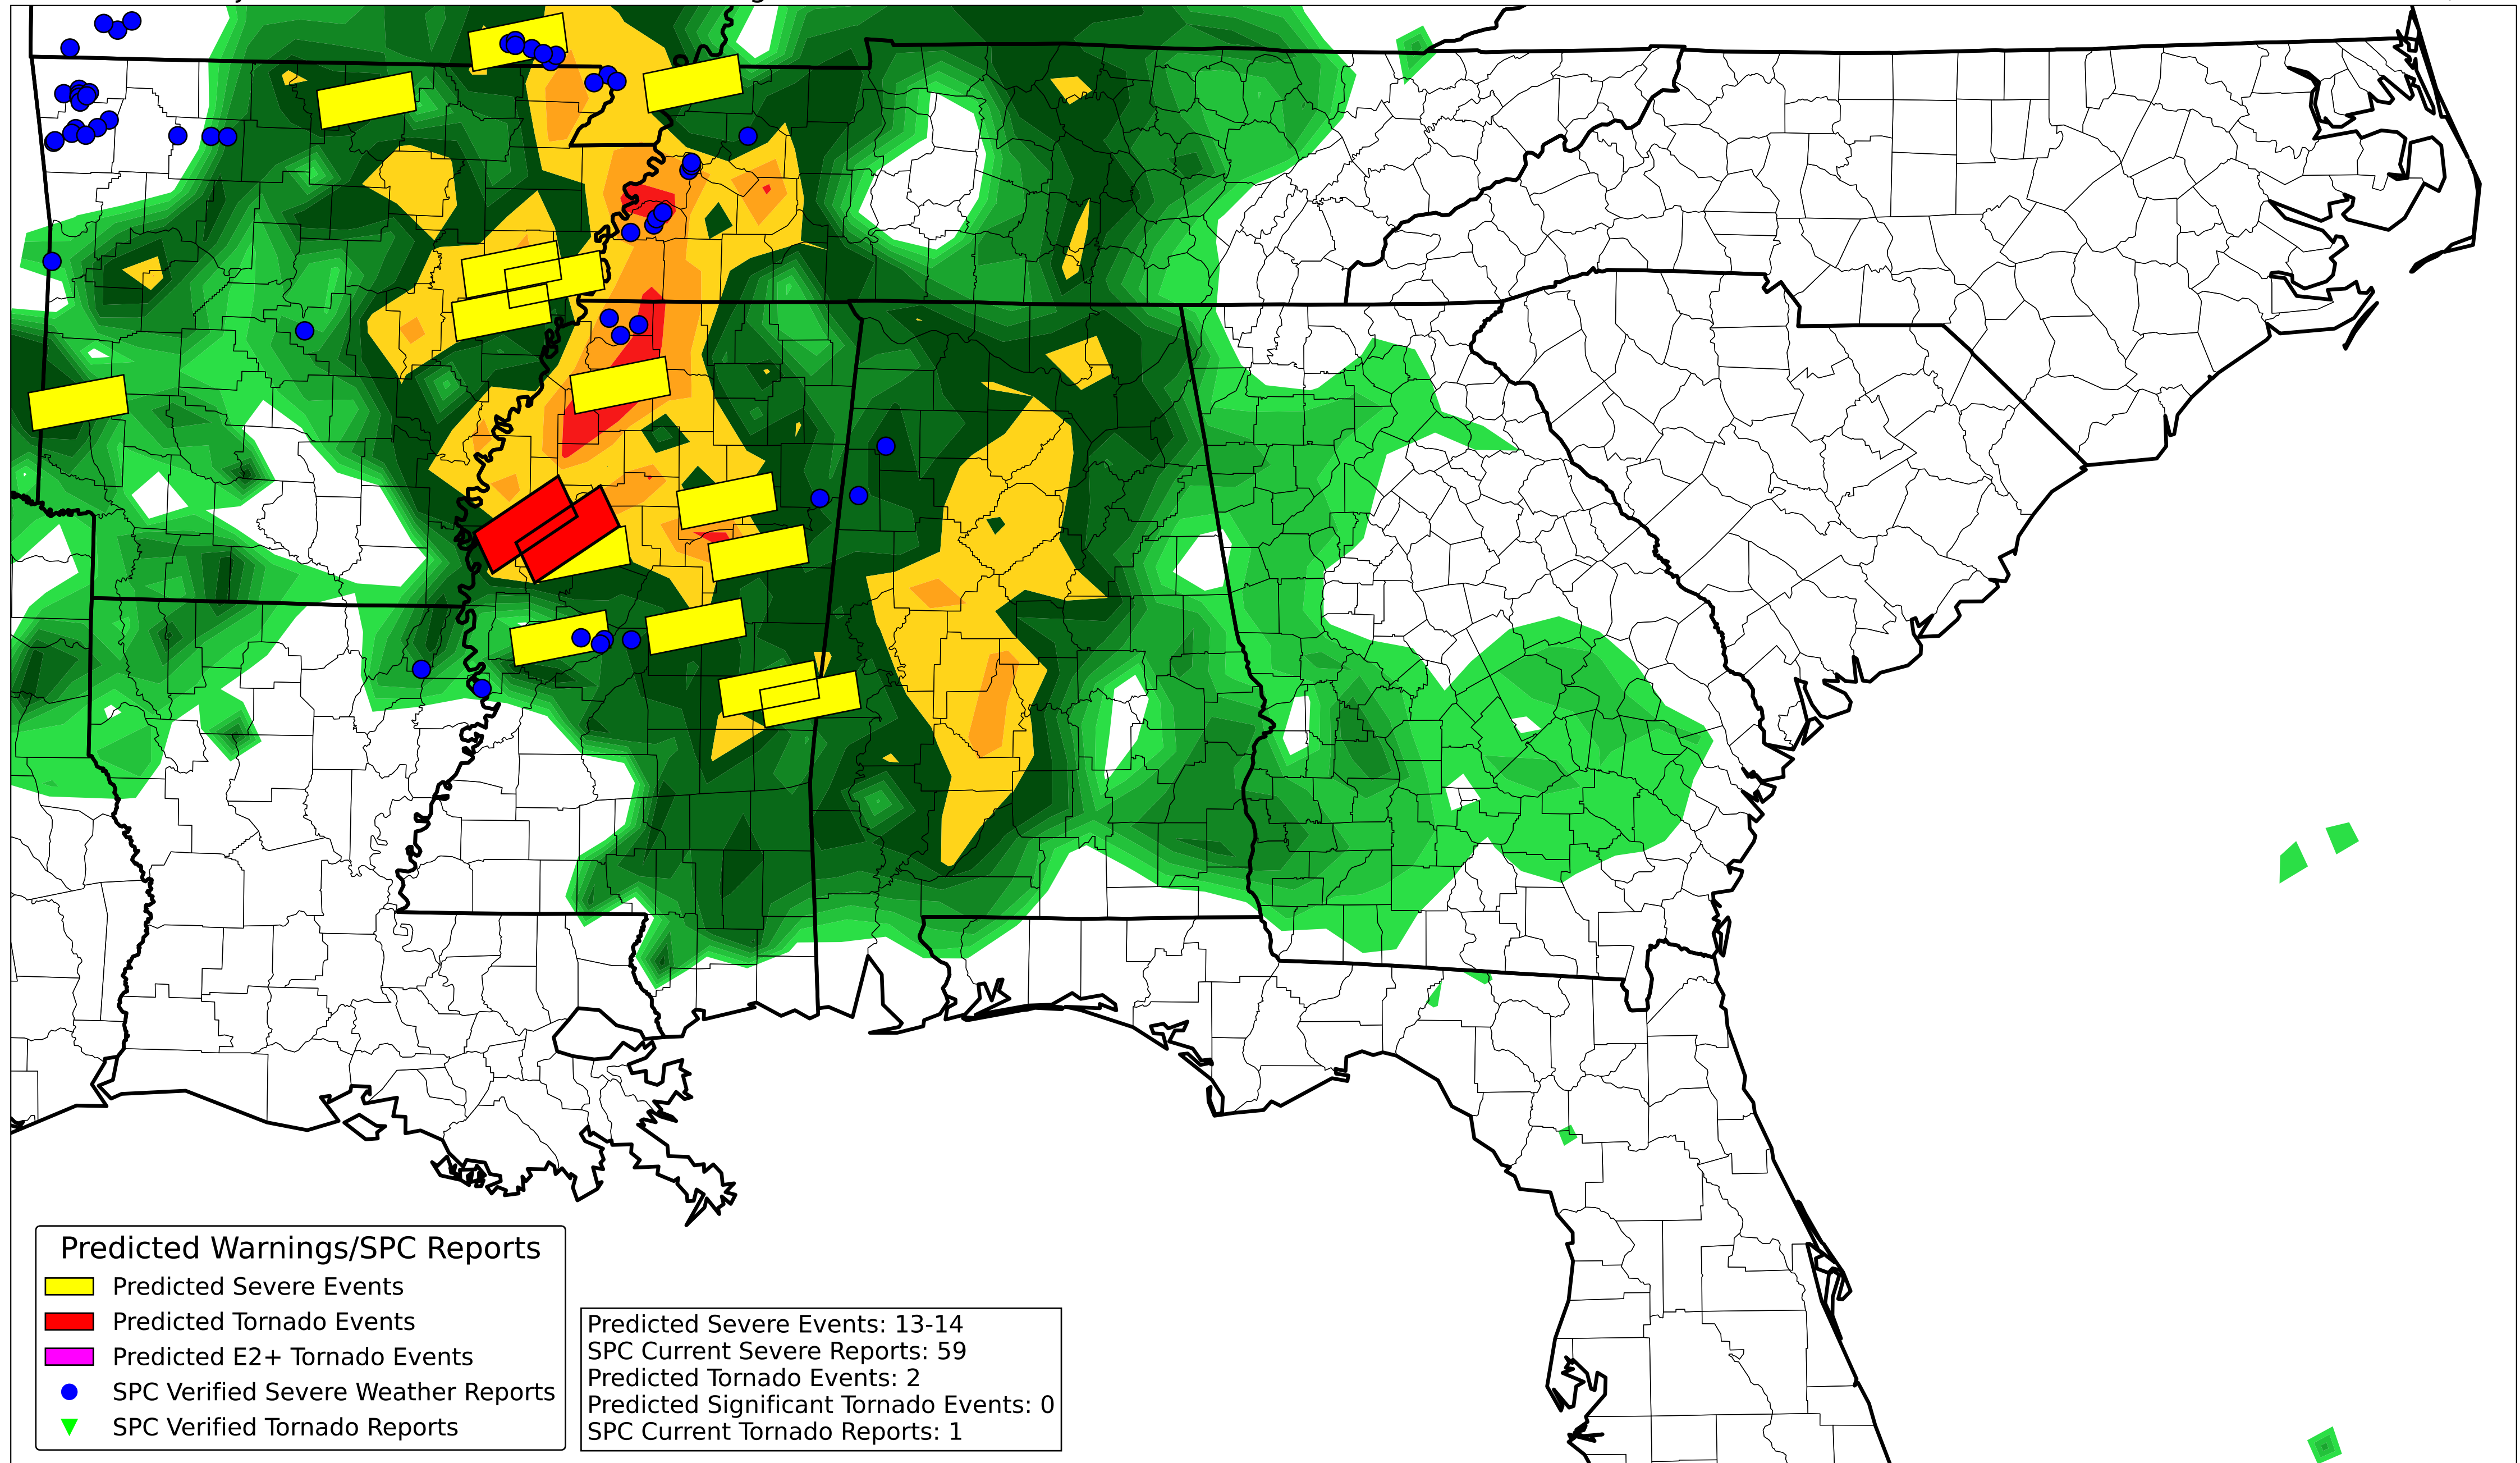 Predicted Warnings/SPC Reports
Predicted Severe Events
Predicted Tornado Events
Predicted E2+ Tornado Events
SPC Verified Severe Weather Reports
SPC Verified Tornado Reports
Predicted Severe Events: 13-14
SPC Current Severe Reports: 59
Predicted Tornado Events: 2
Predicted Significant Tornado Events: 0
SPC Current Tornado Reports: 1